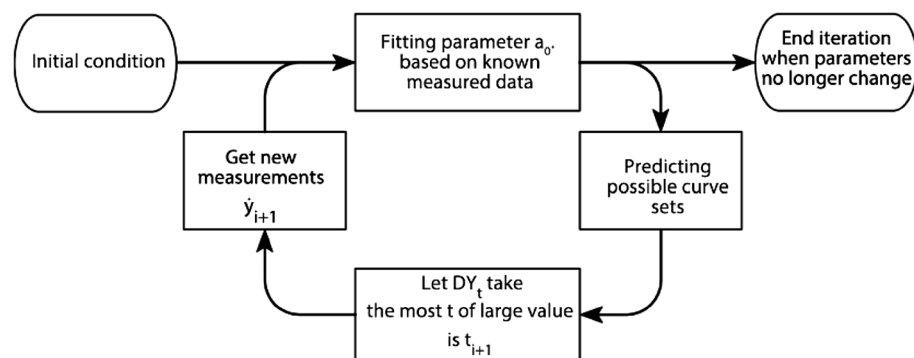 Initial condition
Fitting parameter a₀.
based on known
measured data
End iteration
when parameters
no longer change
Get new
measurements
ẏᵢ₊₁
Predicting
possible curve
sets
Let DYₜ take
the most t of large value
is tᵢ₊₁